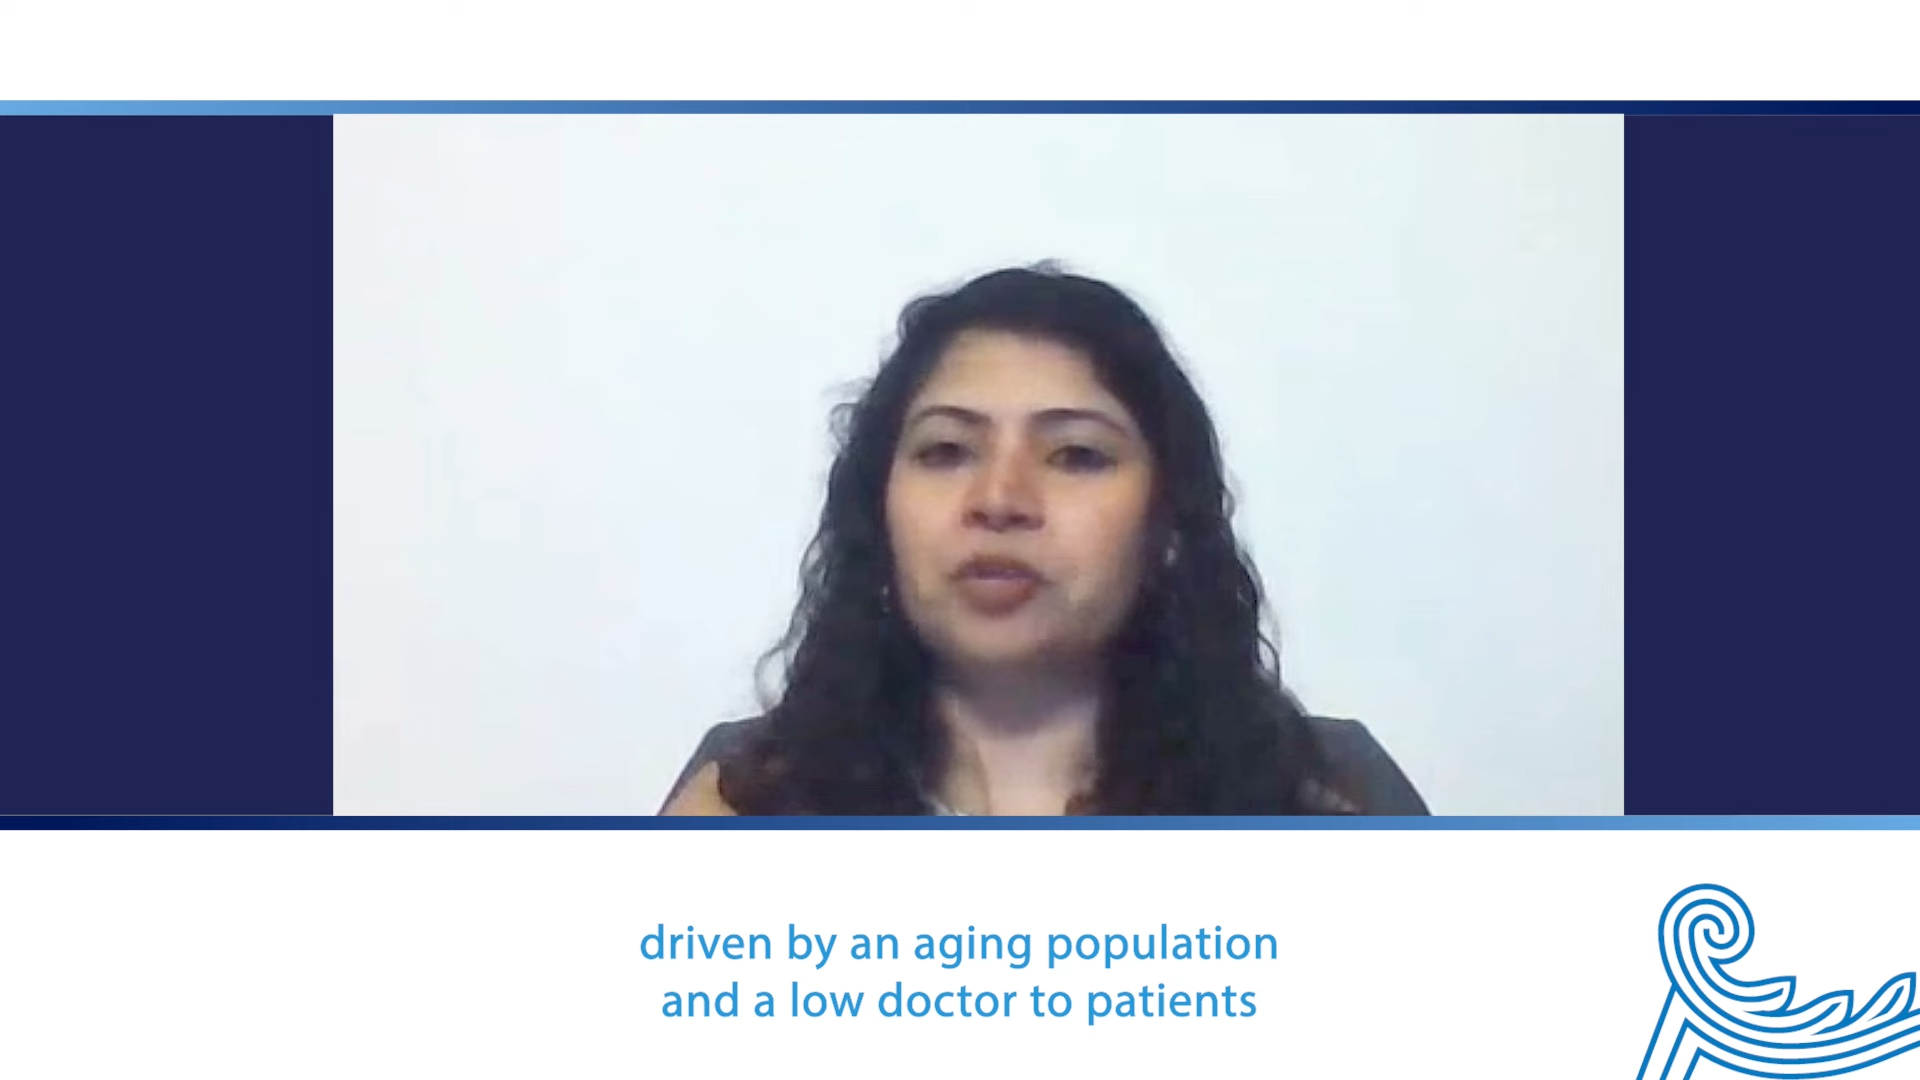 driven by an aging population
and a low doctor to patients